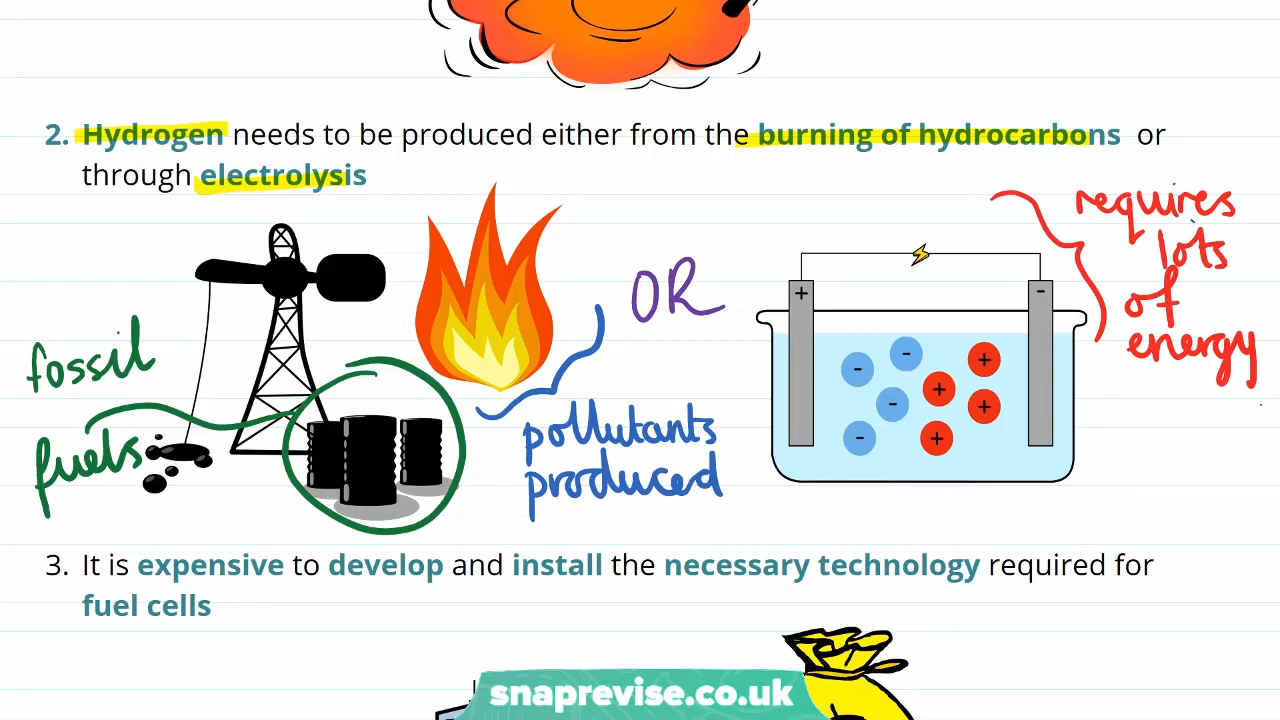 2. Hydrogen needs to be produced either from the burning of hydrocarbons or
through electrolysis
requires
lots
of
energy
OR
+
-
fossil
fuels
pollutants
produced
-
-
+
+
-
+
-
+
3. It is expensive to develop and install the necessary technology required for
fuel cells
snaprevise.co.uk